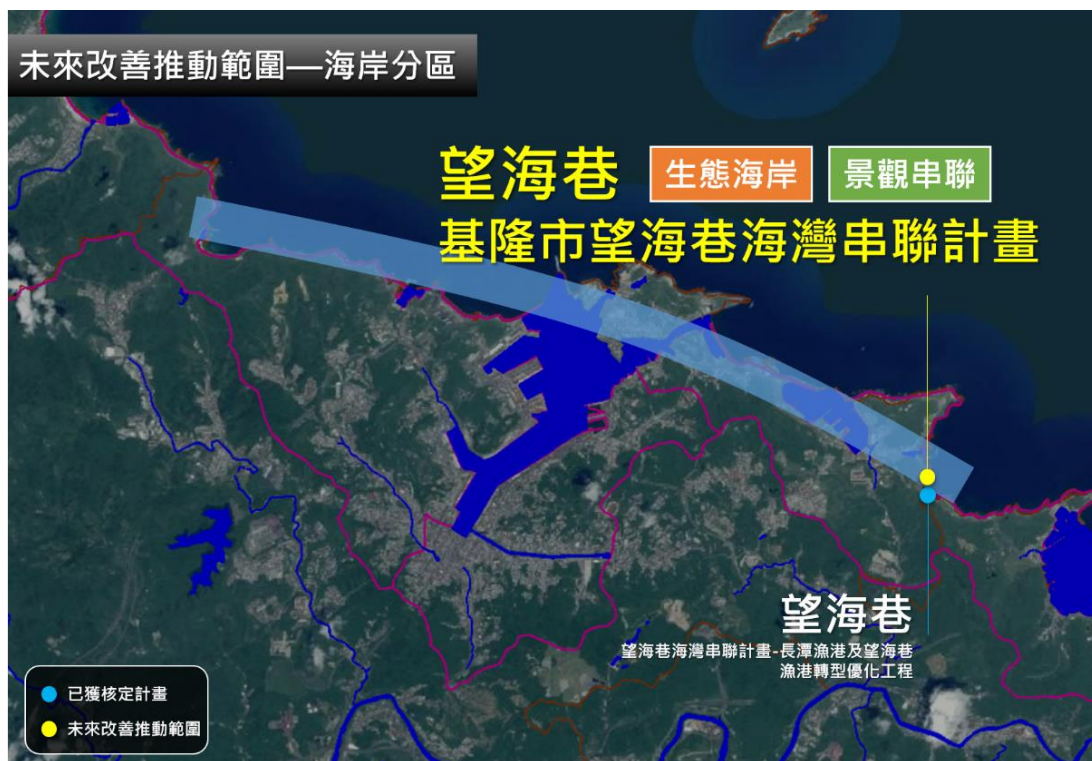 未來改善推動範圍—海岸分區
望海巷
生態海岸
景觀串聯
基隆市望海巷海灣串聯計畫
望海巷
望海巷海灣串聯計畫-長潭漁港及望海巷
漁港轉型優化工程
已獲核定計畫
未來改善推動範圍